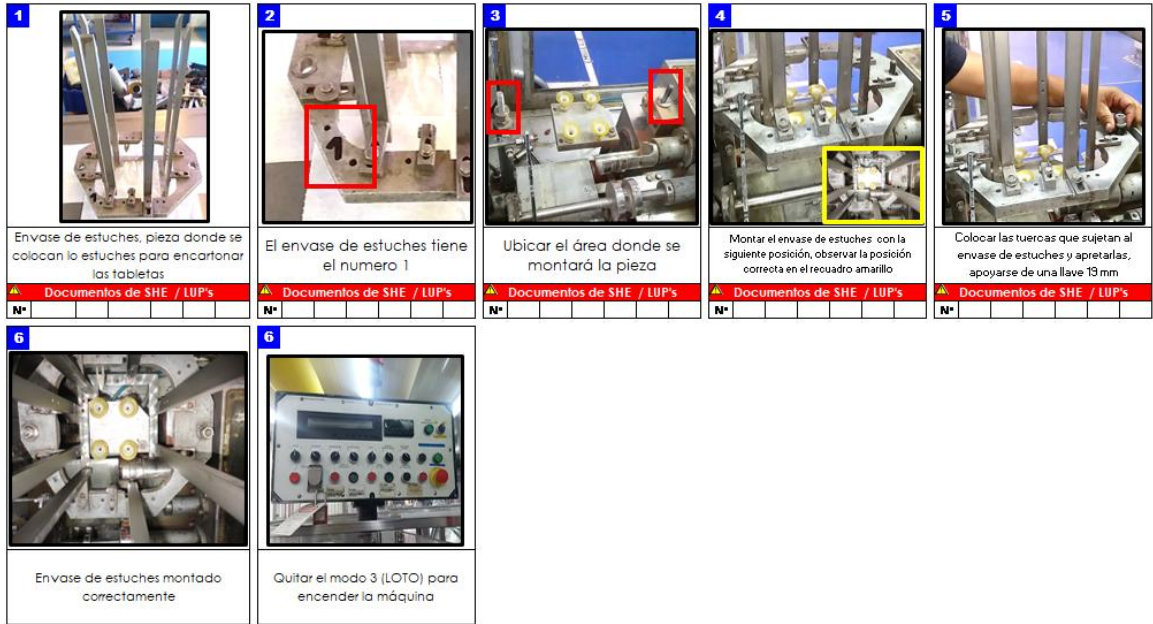 1
2
3
4
5
1
Envase de estuches, pieza donde se
colocan lo estuches para encartonar
las tabletas
El envase de estuches tiene
el numero 1
Ubicar el área donde se
montará la pieza
Montar el envase de estuches con la
siguiente posición, observar la posición
correcta en el recuadro amarillo
Colocar las tuercas que sujetan al
envase de estuches y apretarlas,
apoyarse de una llave 19 mm
Documentos de SHE / LUP's
Documentos de SHE / LUP's
Documentos de SHE / LUP's
Documentos de SHE / LUP's
Documentos de SHE / LUP's
N°
N°
N°
N°
N°
6
6
Envase de estuches montado
correctamente
Quitar el modo 3 (LOTO) para
encender la máquina